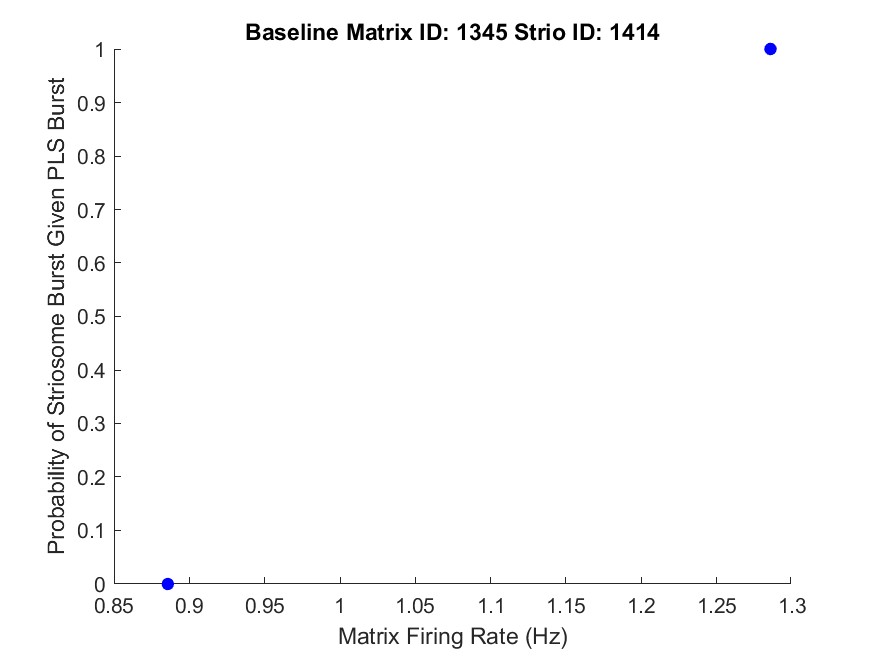 Baseline Matrix ID: 1345 Strio ID: 1414
Probability of Striosome Burst Given PLS Burst
1
0.9
0.8
0.7
0.6
0.5
0.4
0.3
0.2
0.1
0
0.85 0.9 0.95 1 1.05 1.1 1.15 1.2 1.25 1.3
Matrix Firing Rate (Hz)